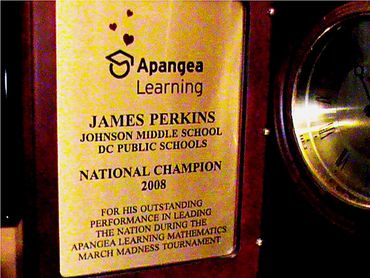 Apangea
Learning
JAMES PERKINS
JOHNSON MIDDLE SCHOOL
DC PUBLIC SCHOOLS
NATIONAL CHAMPION
2008
FOR HIS OUTSTANDING
PERFORMANCE IN LEADING
THE NATION DURING THE
APANGEA LEARNING MATHEMATICS
MARCH MADNESS TOURNAMENT